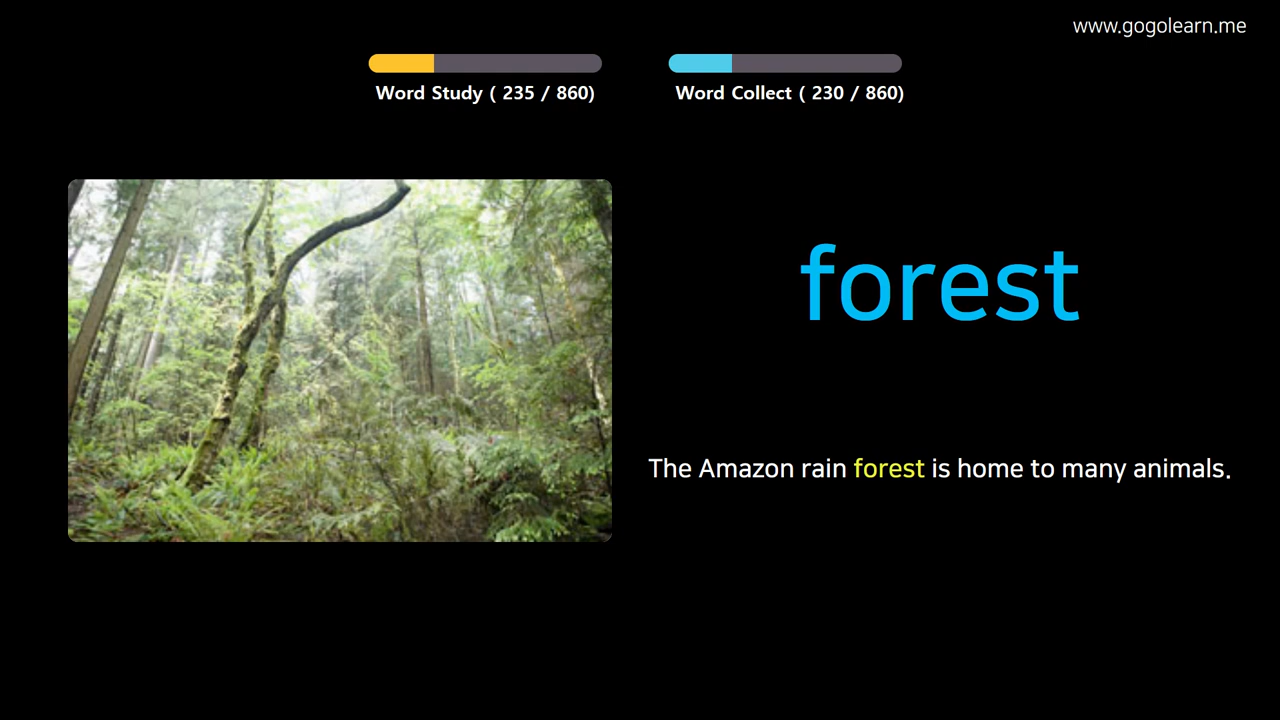 www.gogolearn.me
Word Study ( 235 / 860)
Word Collect ( 230 / 860)
forest
The Amazon rain forest is home to many animals.